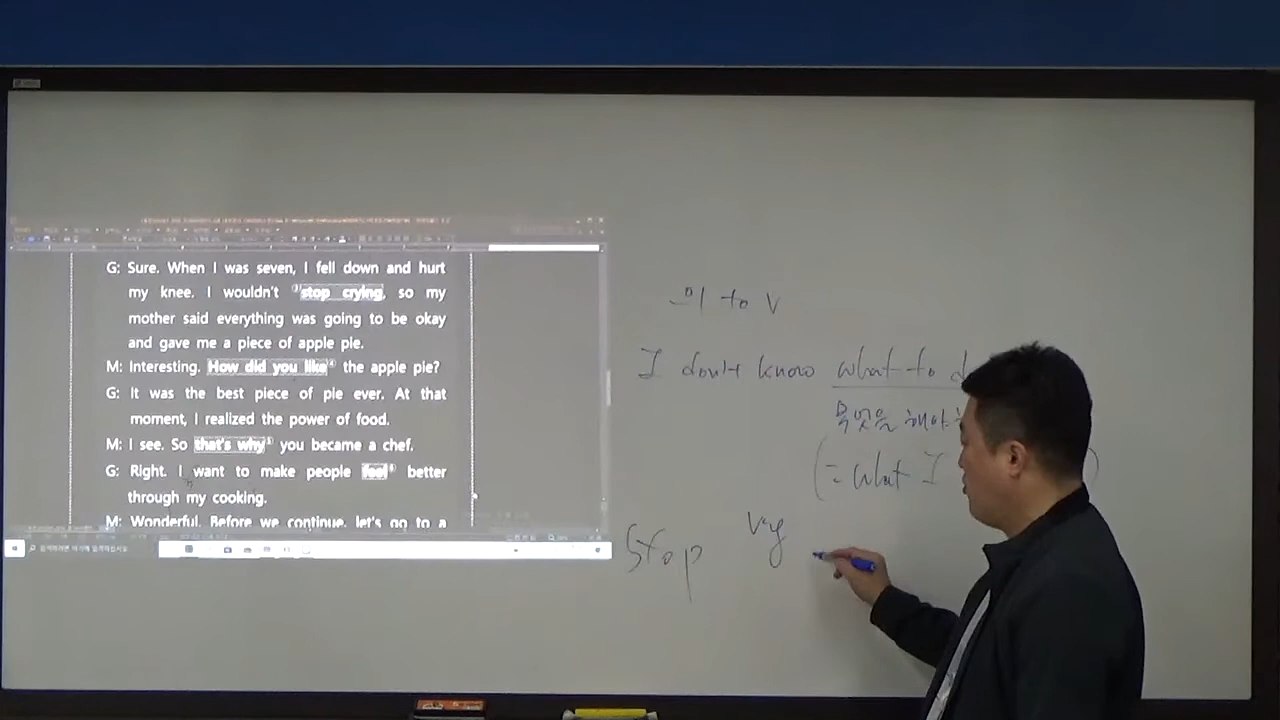 G: Sure. When I was seven, I fell down and hurt
my knee. I wouldn't stop crying, so my
mother said everything was going to be okay
and gave me a piece of apple pie.
M: Interesting. How did you like the apple pie?
G: It was the best piece of pie ever. At that
moment, I realized the power of food.
M: I see. So that's why you became a chef.
G: Right. I want to make people feel better
through my cooking.
M: Wonderful. Before we continue, let's go to a
의 to V
I don't know what to d
무엇을 해야
(= what I )
Stop Ving